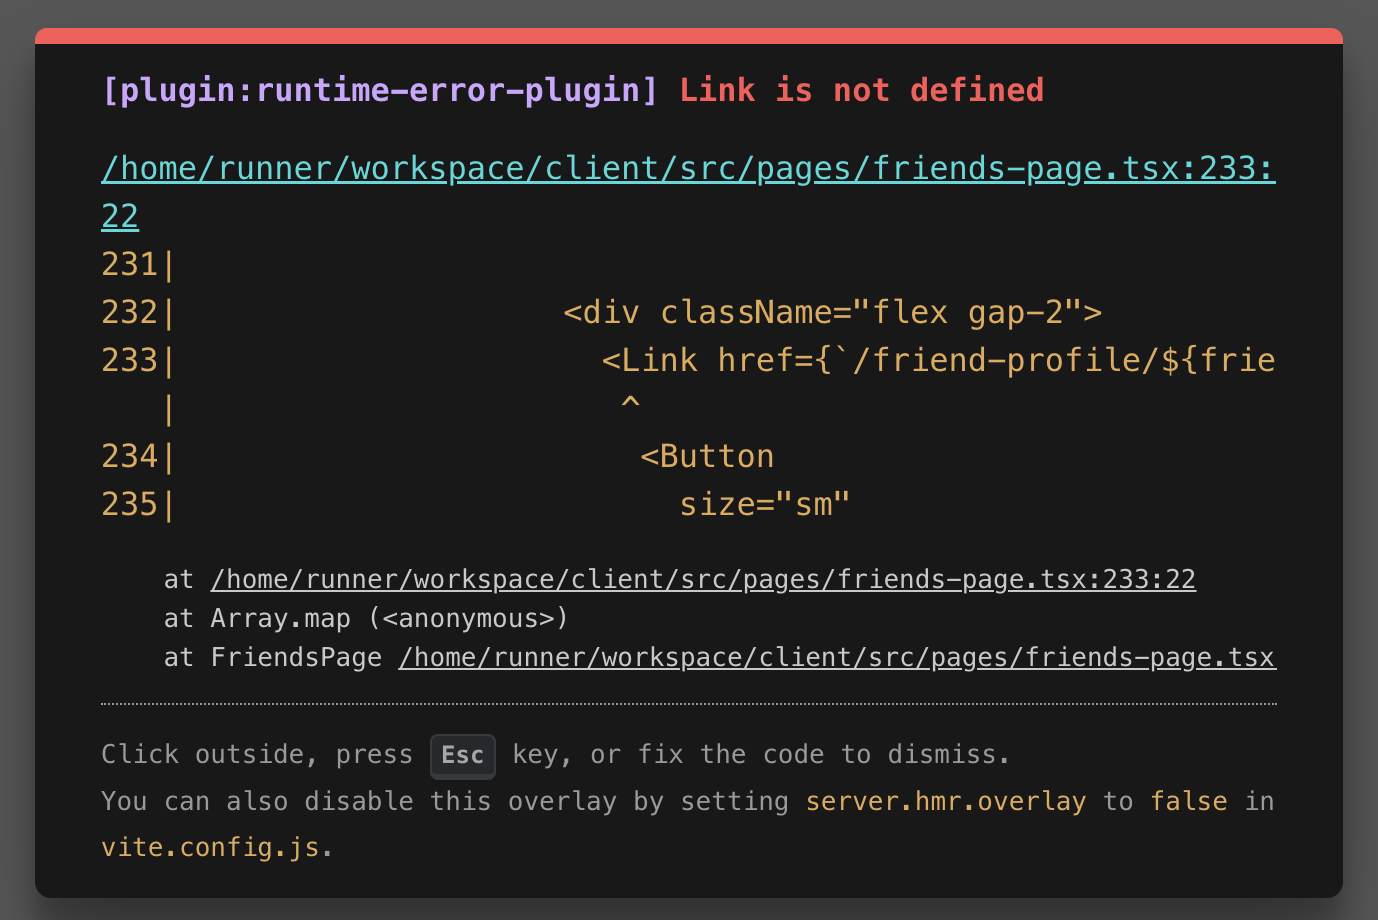 [plugin:runtime-error-plugin] Link is not defined
/home/runner/workspace/client/src/pages/friends-page.tsx:233:
22
231|
232|                    <div className="flex gap-2">
233|                      <Link href={`/friend-profile/${frie
   |                       ^
234|                        <Button
235|                          size="sm"
    at /home/runner/workspace/client/src/pages/friends-page.tsx:233:22
    at Array.map (<anonymous>)
    at FriendsPage /home/runner/workspace/client/src/pages/friends-page.tsx
Click outside, press Esc key, or fix the code to dismiss.
You can also disable this overlay by setting server.hmr.overlay to false in
vite.config.js.